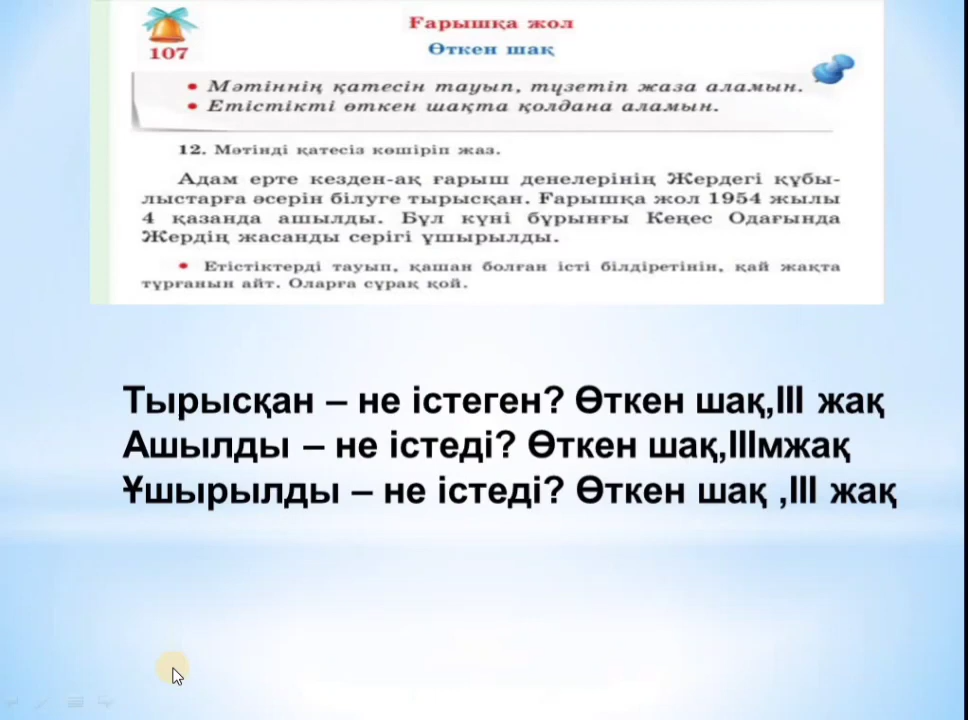 Ғарышқа жол
107
Өткен шақ
• Мәтіннің қатесін тауып, түзетіп жаза аламын.
• Етістікті өткен шақта қолдана аламын.
12. Мәтінді қатесіз көшіріп жаз.
Адам ерте кезден-ақ ғарыш денелерінің Жердегі құбы-
лыстарға әсерін білуге тырысқан. Ғарышқа жол 1954 жылы
4 қазанда ашылды. Бұл күні бұрынғы Кеңес Одағында
Жердің жасанды серігі ұшырылды.
• Етістіктерді тауып, қашан болған істі білдіретінін, қай жақта
тұрғанын айт. Оларға сұрақ қой.
Тырысқан – не істеген? Өткен шақ,ІІІ жақ
Ашылды – не істеді? Өткен шақ,ІІІмжақ
Ұшырылды – не істеді? Өткен шақ ,ІІІ жақ